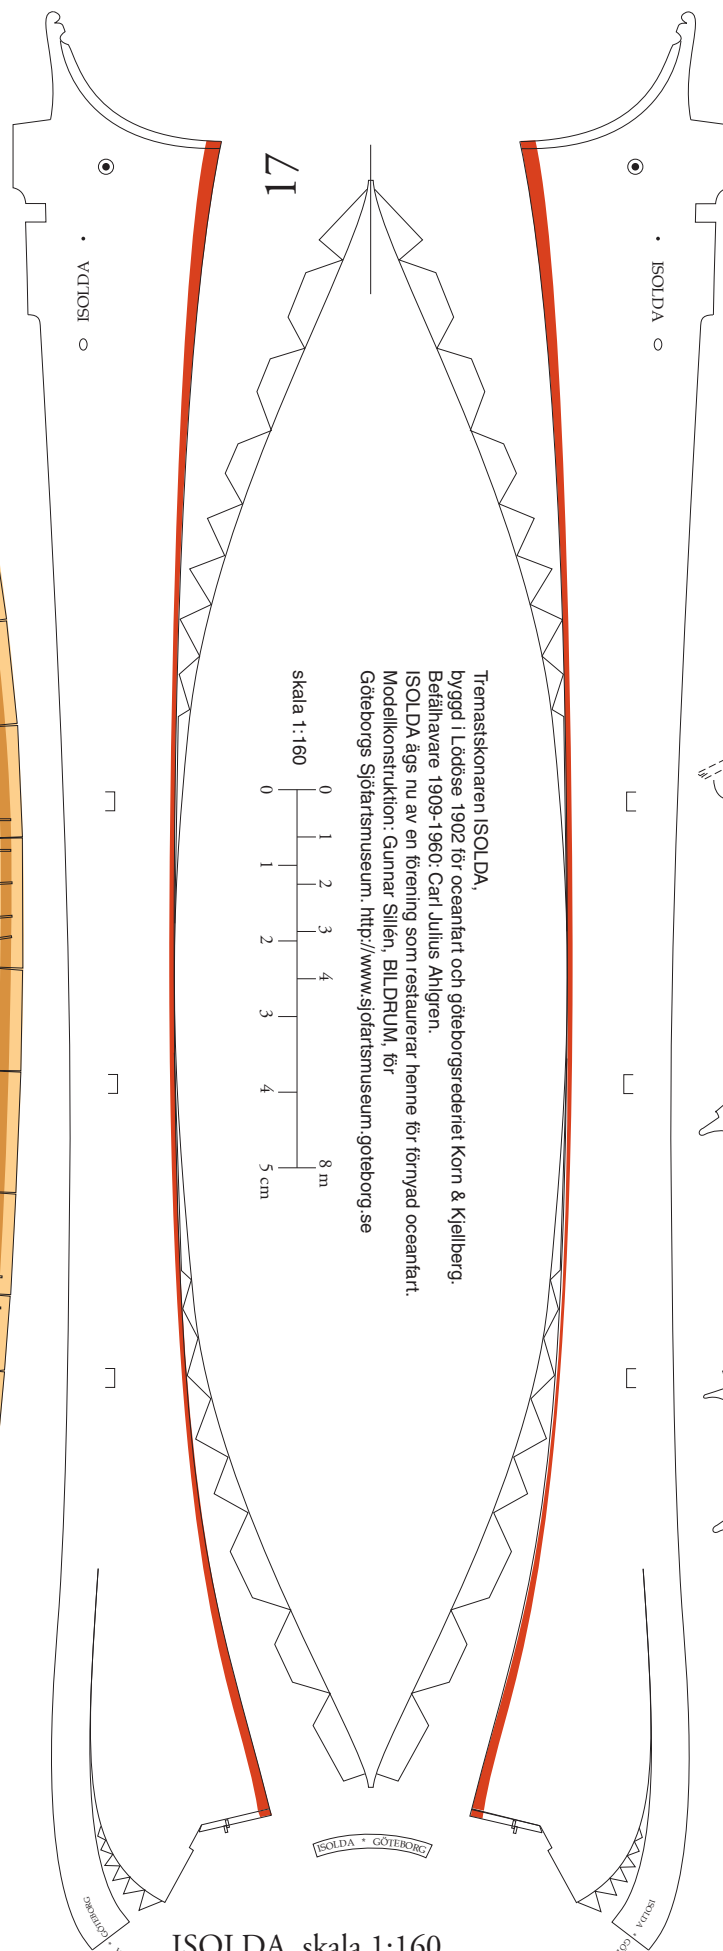 L7
ISOLDA
ISOLDA
Tremastskonaren ISOLDA,
byggd i Lödöse 1902 för oceanfart och göteborgsrederiet Korn & Kjellberg.
Befälhavare 1909-1960: Carl Julius Ahlgren.
ISOLDA ägs nu av en förening som restaurerar henne för förnyad oceanfart.
Modellkonstruktion: Gunnar Sillén, BILDRUM, för
Göteborgs Sjöfartsmuseum. http://www.sjofartsmuseum.goteborg.se
skala 1:160
0 1 2 3 4 8 m
0 1 2 3 4 5 cm
ISOLDA * GÖTEBORG
GÖTEBORG *
ISOLDA *
ISOLDA, skala 1:160